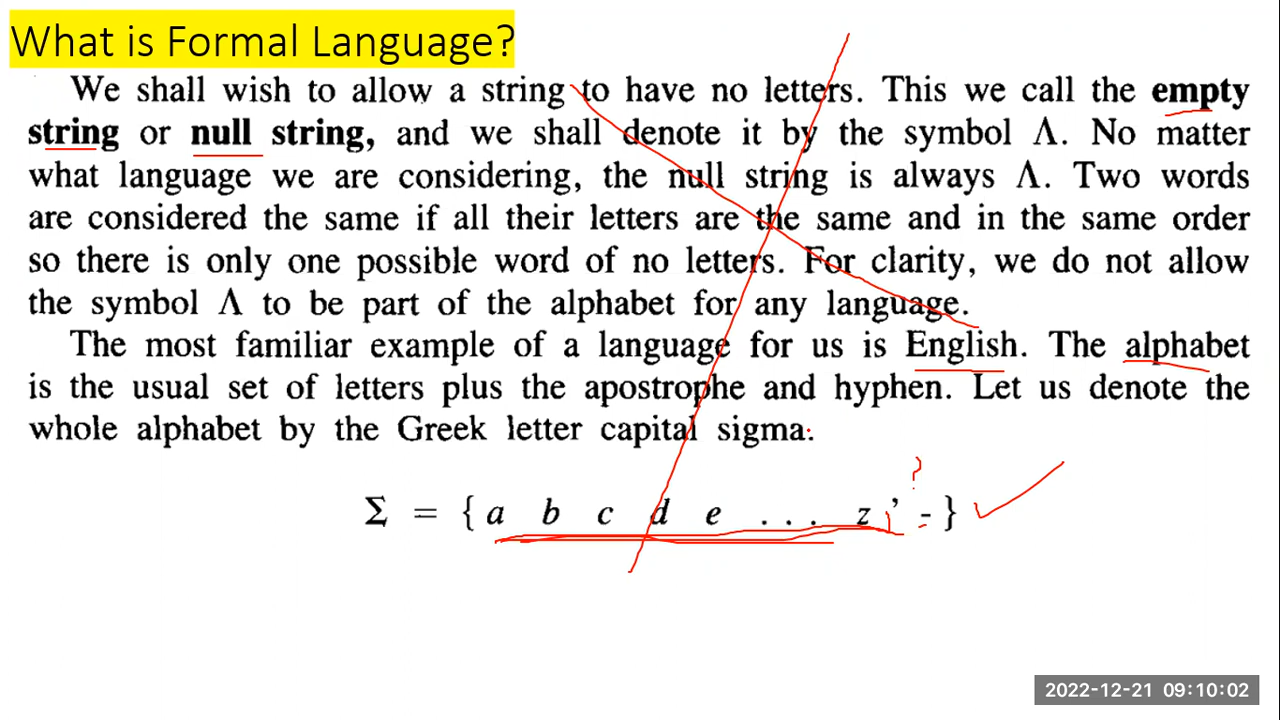 What is Formal Language?
We shall wish to allow a string to have no letters. This we call the empty
string or null string, and we shall denote it by the symbol Λ. No matter
what language we are considering, the null string is always Λ. Two words
are considered the same if all their letters are the same and in the same order
so there is only one possible word of no letters. For clarity, we do not allow
the symbol Λ to be part of the alphabet for any language.
The most familiar example of a language for us is English. The alphabet
is the usual set of letters plus the apostrophe and hyphen. Let us denote the
whole alphabet by the Greek letter capital sigma:
?
Σ = { a b c d e . . . z ’ - }
2022-12-21 09:10:02